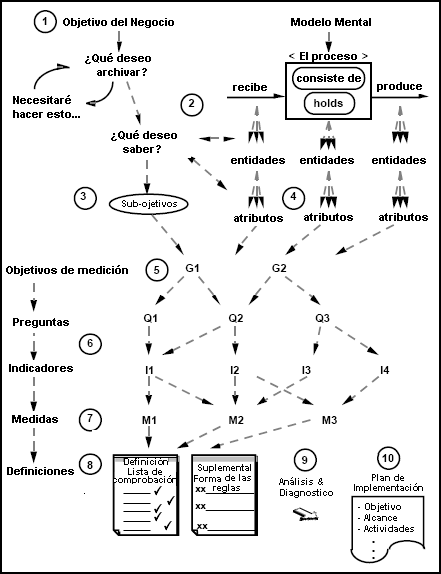 1 Objetivo del Negocio Modelo Mental
¿Qué deseo
archivar?
< El proceso >
consiste de
recibe produce
holds
Necesitaré
hacer esto...
2
¿Qué deseo
saber?
entidades entidades entidades
3 Sub-ojetivos 4
atributos atributos atributos
Objetivos de medición 5 G1 G2
Preguntas Q1 Q2 Q3
6
Indicadores I1 I2 I3 I4
Medidas 7 M1 M2 M3
Definiciones 8
Definición
Lista de
comprobación
Suplemental
Forma de las
reglas
xx
xx
xx
9
Análisis &
Diagnostico
10
Plan de
Implementación
- Objetivo
- Alcance
- Actividades